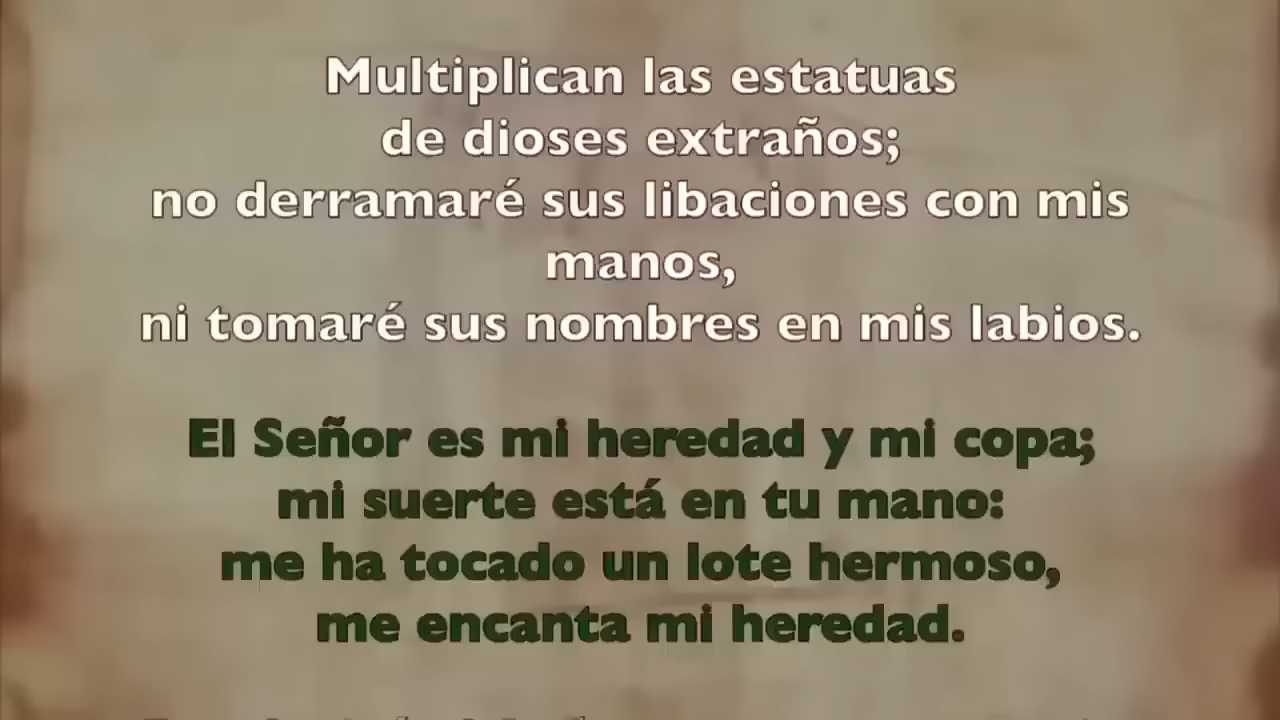 Multiplican las estatuas
de dioses extraños;
no derramaré sus libaciones con mis
manos,
ni tomaré sus nombres en mis labios.
El Señor es mi heredad y mi copa;
mi suerte está en tu mano:
me ha tocado un lote hermoso,
me encanta mi heredad.